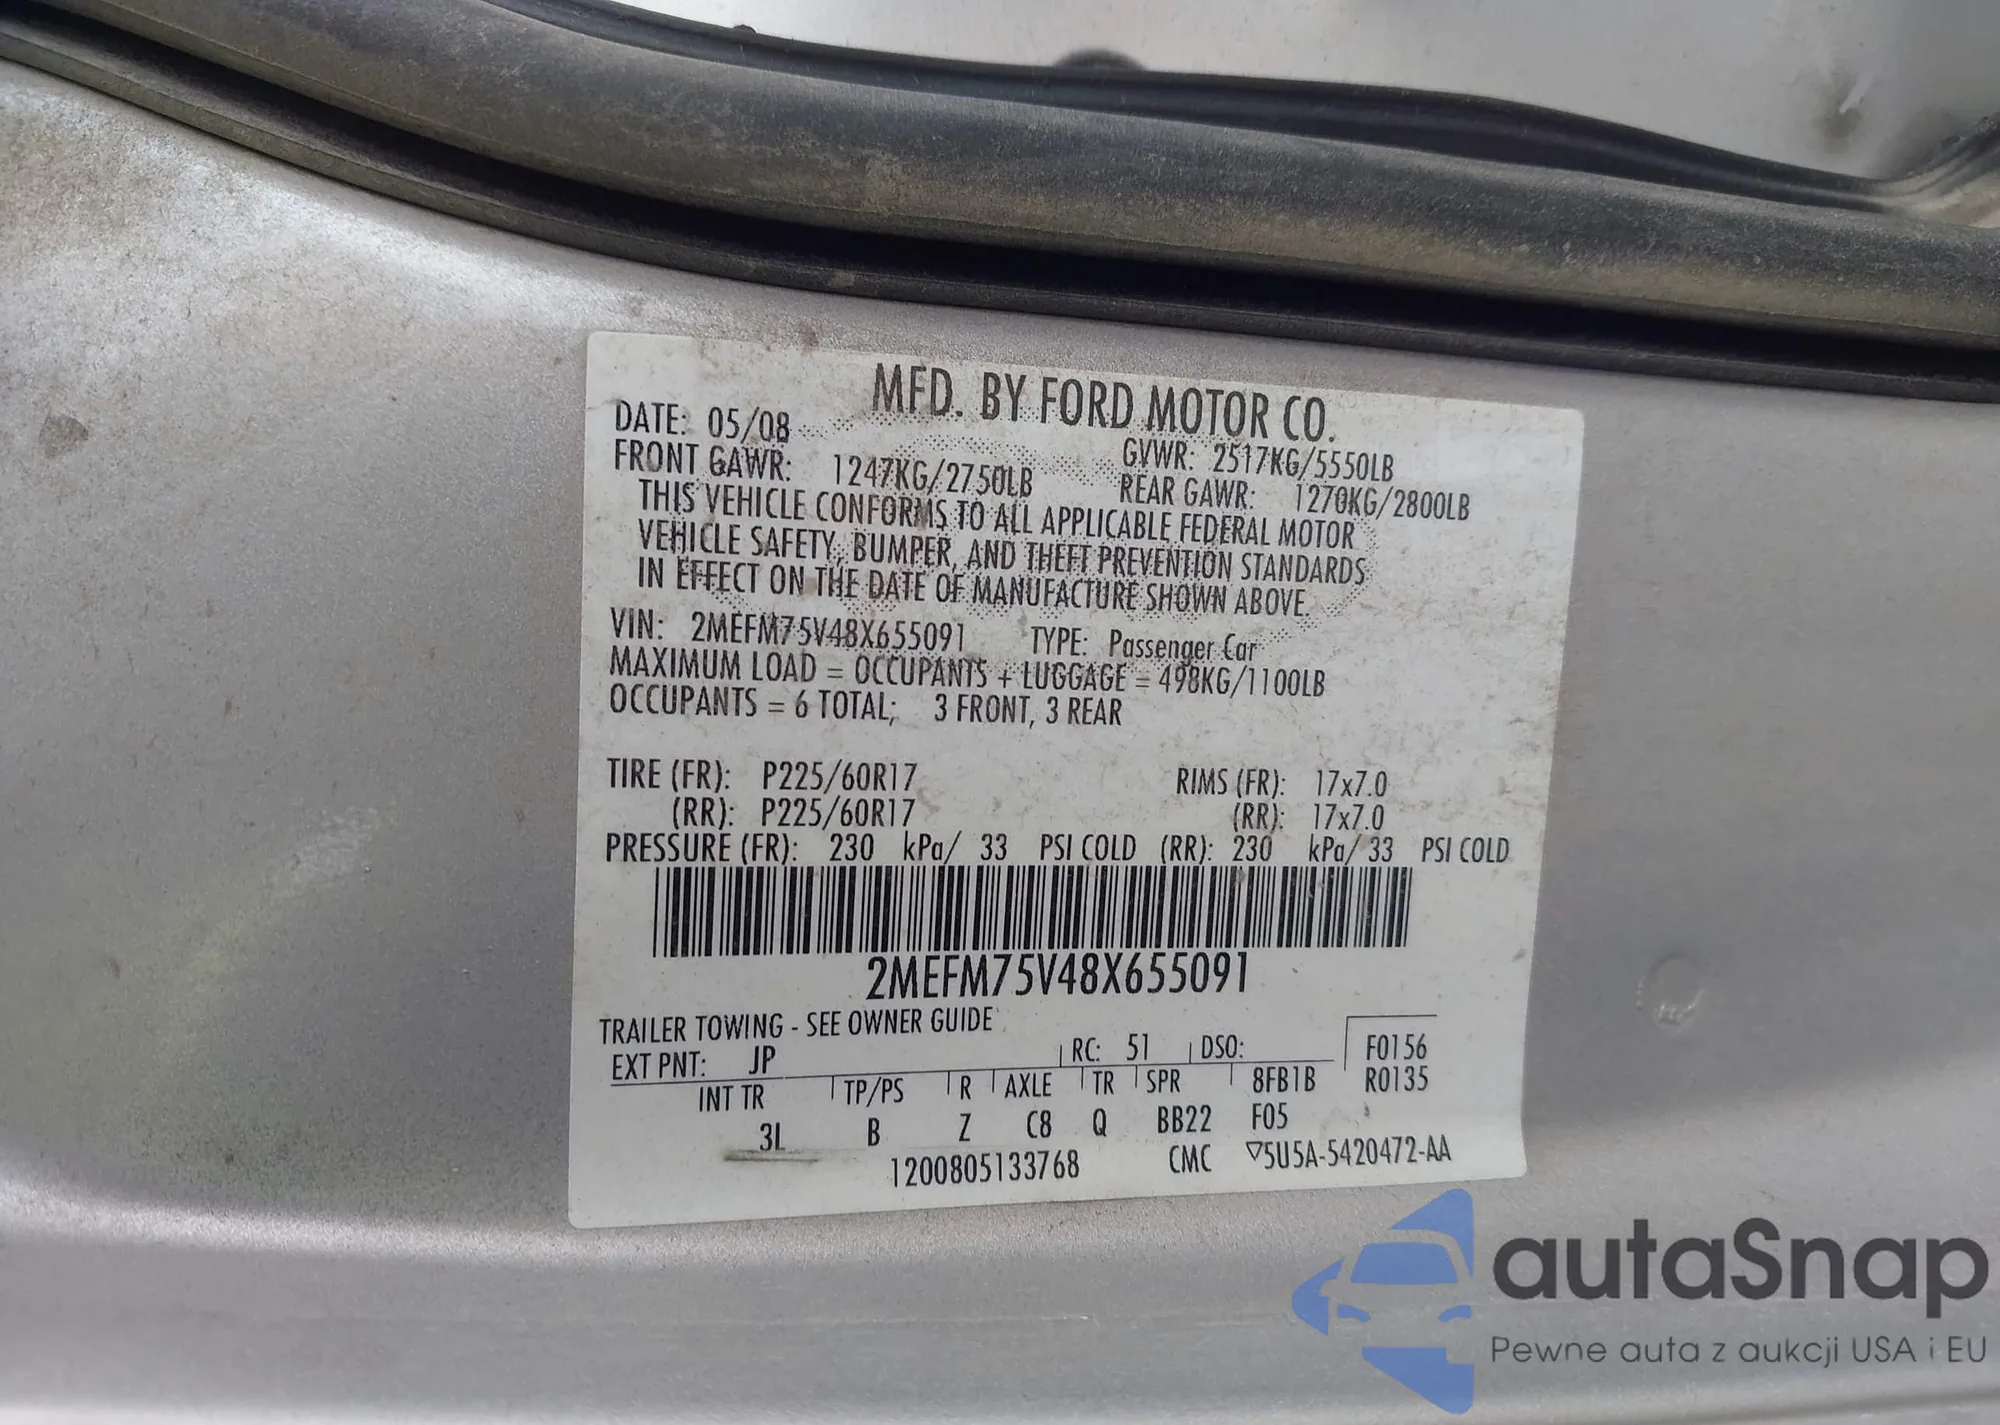 MFD. BY FORD MOTOR CO.
DATE: 05/08 GVWR: 2517KG/5550LB
FRONT GAWR: 1247KG/2750LB REAR GAWR: 1270KG/2800LB
THIS VEHICLE CONFORMS TO ALL APPLICABLE FEDERAL MOTOR
VEHICLE SAFETY, BUMPER, AND THEFT PREVENTION STANDARDS
IN EFFECT ON THE DATE OF MANUFACTURE SHOWN ABOVE.
VIN: 2MEFM75V48X655091 TYPE: Passenger Car
MAXIMUM LOAD = OCCUPANTS + LUGGAGE = 498KG/1100LB
OCCUPANTS = 6 TOTAL; 3 FRONT, 3 REAR
TIRE (FR): P225/60R17 RIMS (FR): 17x7.0
(RR): P225/60R17 (RR): 17x7.0
PRESSURE (FR): 230 kPa/ 33 PSI COLD (RR): 230 kPa/ 33 PSI COLD
2MEFM75V48X655091
TRAILER TOWING - SEE OWNER GUIDE
EXT PNT: JP RC: 51 DSO: F0156
INT TR TP/PS R AXLE TR SPR 8FB1B R0135
3L B Z C8 Q BB22 F05
1200805133768 CMC ▽5U5A-5420472-AA
autaSnap
Pewne auta z aukcji USA i EU